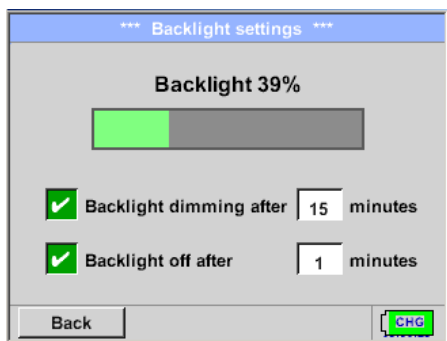 *** Backlight settings ***
Backlight 39%
Backlight dimming after 15 minutes
Backlight off after 1 minutes
Back
CHG